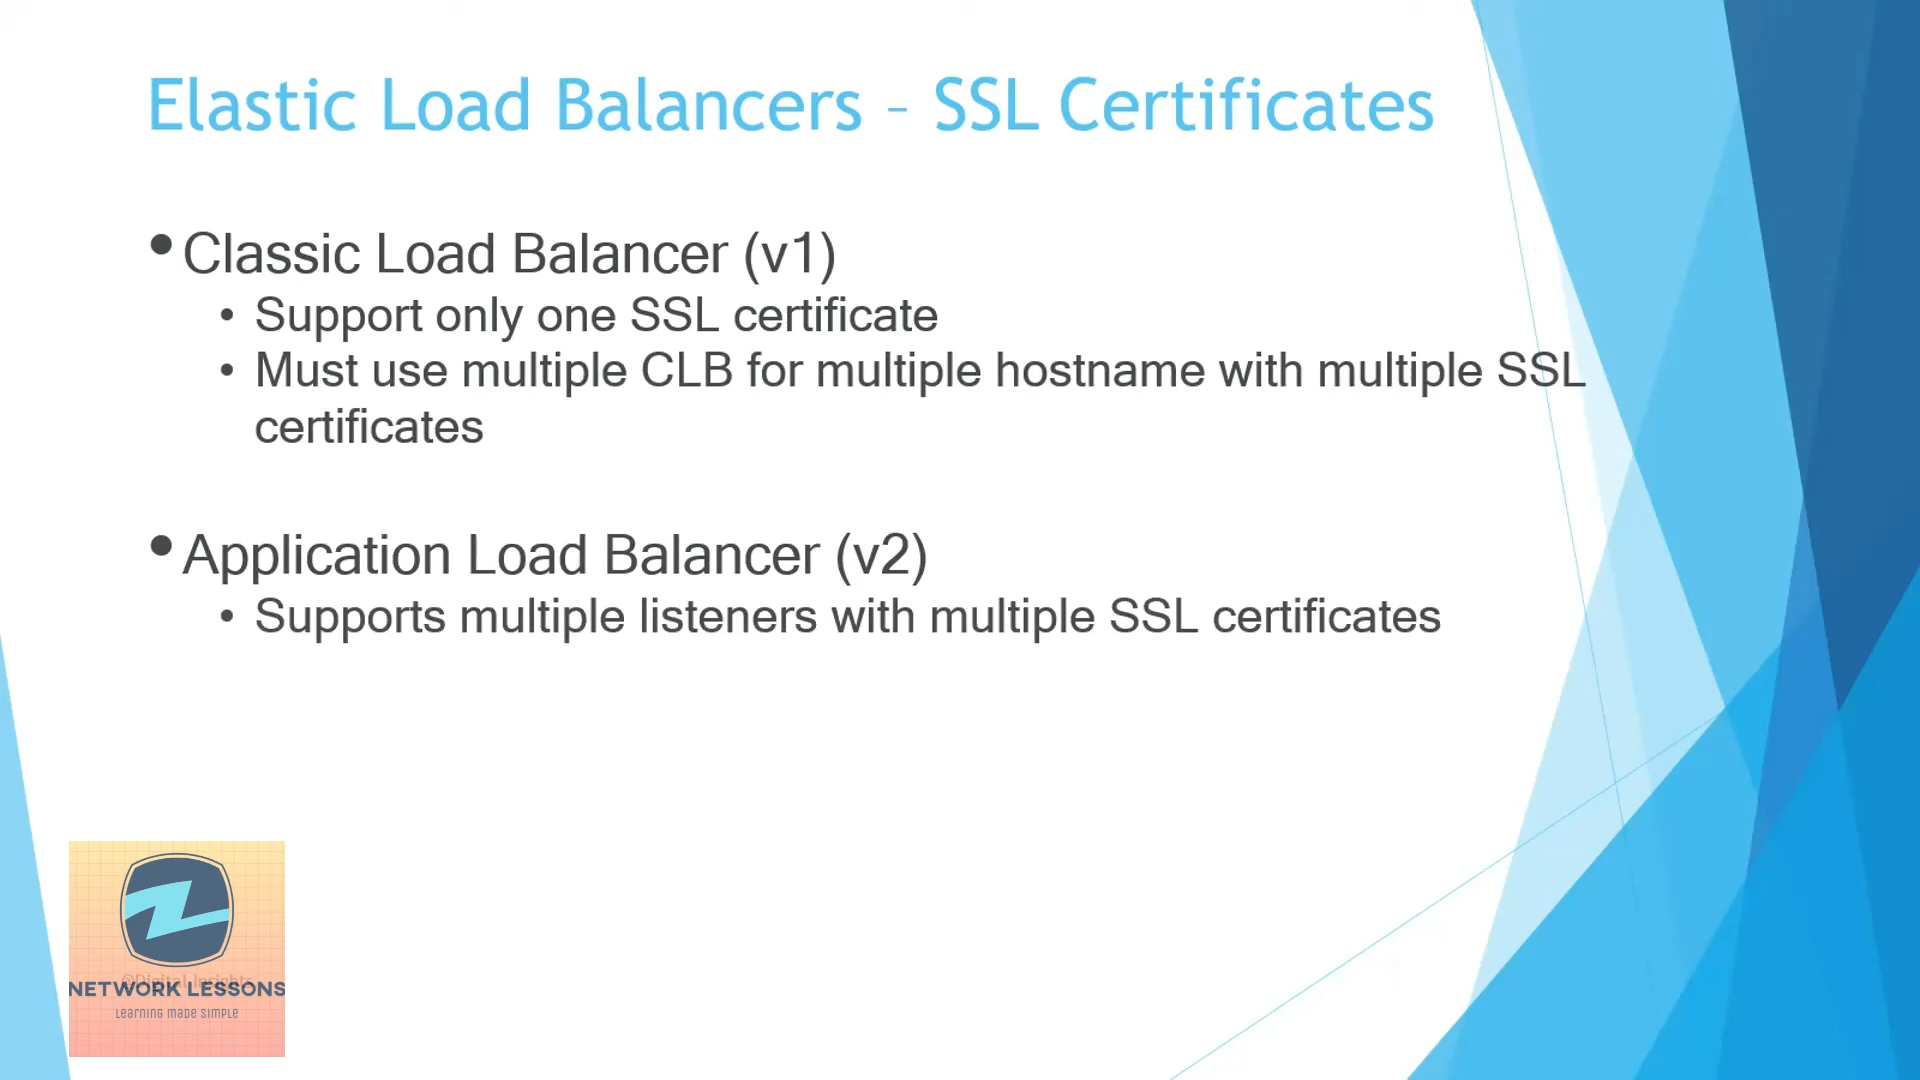 Elastic Load Balancers – SSL Certificates
• Classic Load Balancer (v1)
• Support only one SSL certificate
• Must use multiple CLB for multiple hostname with multiple SSL
certificates
• Application Load Balancer (v2)
• Supports multiple listeners with multiple SSL certificates
©Digital Insights
NETWORK LESSONS
Learning made simple